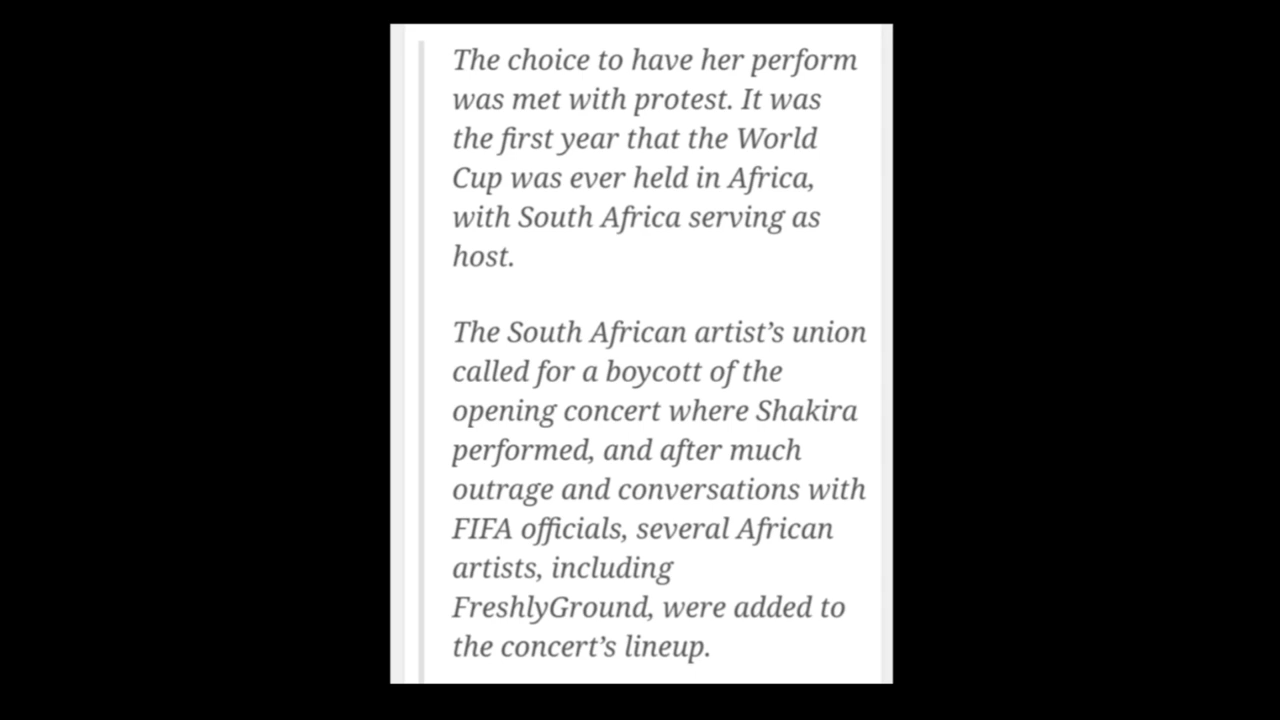 The choice to have her perform
was met with protest. It was
the first year that the World
Cup was ever held in Africa,
with South Africa serving as
host.
The South African artist’s union
called for a boycott of the
opening concert where Shakira
performed, and after much
outrage and conversations with
FIFA officials, several African
artists, including
FreshlyGround, were added to
the concert’s lineup.